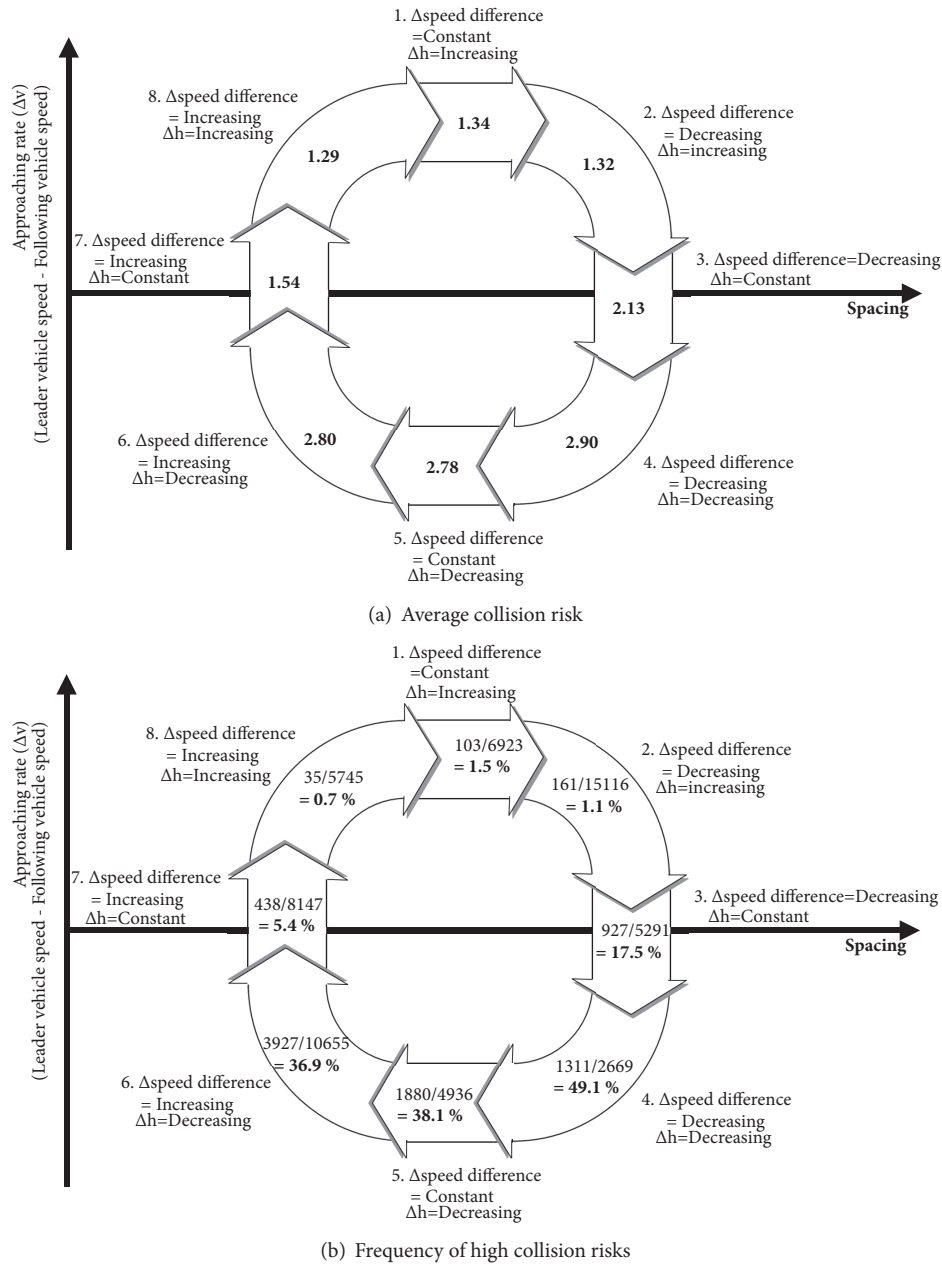 1. Δspeed difference
=Constant
Δh=Increasing
8. Δspeed difference
= Increasing
Δh=Increasing
1.34
2. Δspeed difference
= Decreasing
Δh=increasing
1.29
1.32
Approaching rate (Δv)
(Leader vehicle speed - Following vehicle speed)
7. Δspeed difference
= Increasing
Δh=Constant
1.54
3. Δspeed difference=Decreasing
Δh=Constant
2.13
Spacing
6. Δspeed difference
= Increasing
Δh=Decreasing
2.80
2.78
2.90
4. Δspeed difference
= Decreasing
Δh=Decreasing
5. Δspeed difference
= Constant
Δh=Decreasing
(a) Average collision risk
1. Δspeed difference
=Constant
Δh=Increasing
8. Δspeed difference
= Increasing
Δh=Increasing
103/6923
= 1.5 %
2. Δspeed difference
= Decreasing
Δh=increasing
35/5745
= 0.7 %
161/15116
= 1.1 %
Approaching rate (Δv)
(Leader vehicle speed - Following vehicle speed)
7. Δspeed difference
= Increasing
Δh=Constant
438/8147
= 5.4 %
3. Δspeed difference=Decreasing
Δh=Constant
927/5291
= 17.5 %
Spacing
6. Δspeed difference
= Increasing
Δh=Decreasing
3927/10655
= 36.9 %
1880/4936
= 38.1 %
1311/2669
= 49.1 %
4. Δspeed difference
= Decreasing
Δh=Decreasing
5. Δspeed difference
= Constant
Δh=Decreasing
(b) Frequency of high collision risks